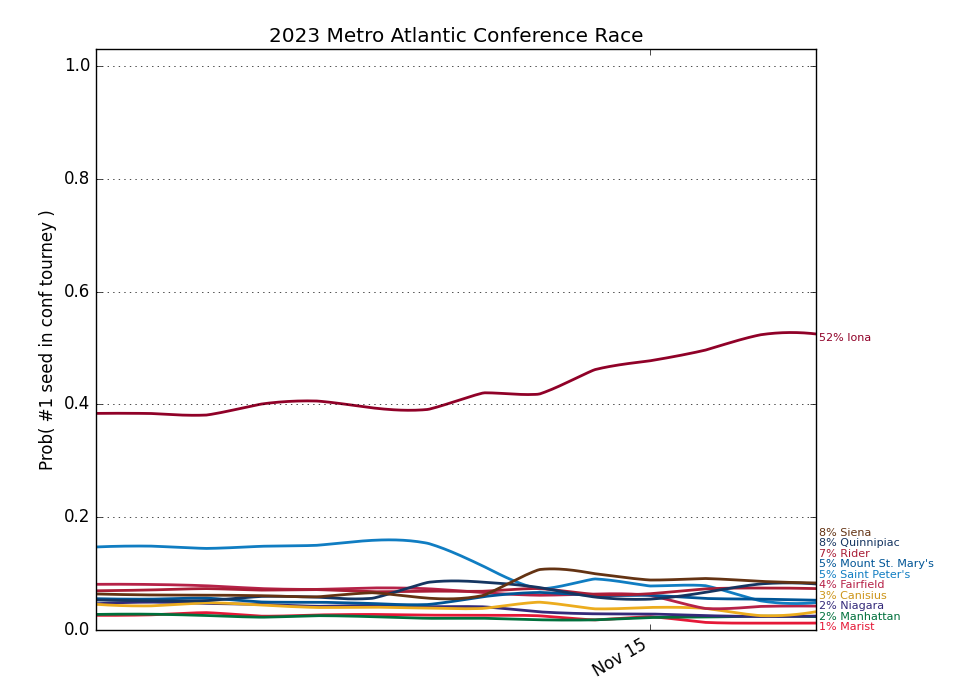 2023 Metro Atlantic Conference Race
Prob( #1 seed in conf tourney )
1.0
0.8
0.6
0.4
0.2
0.0
Nov 15
52% Iona
8% Siena
8% Quinnipiac
7% Rider
5% Mount St. Mary's
5% Saint Peter's
4% Fairfield
3% Canisius
2% Niagara
2% Manhattan
1% Marist